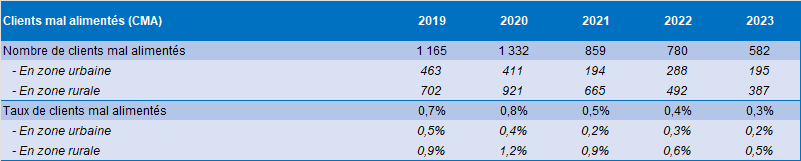 Clients mal alimentés (CMA) 2019 2020 2021 2022 2023
Nombre de clients mal alimentés 1 165 1 332 859 780 582
- En zone urbaine 463 411 194 288 195
- En zone rurale 702 921 665 492 387
Taux de clients mal alimentés 0,7% 0,8% 0,5% 0,4% 0,3%
- En zone urbaine 0,5% 0,4% 0,2% 0,3% 0,2%
- En zone rurale 0,9% 1,2% 0,9% 0,6% 0,5%